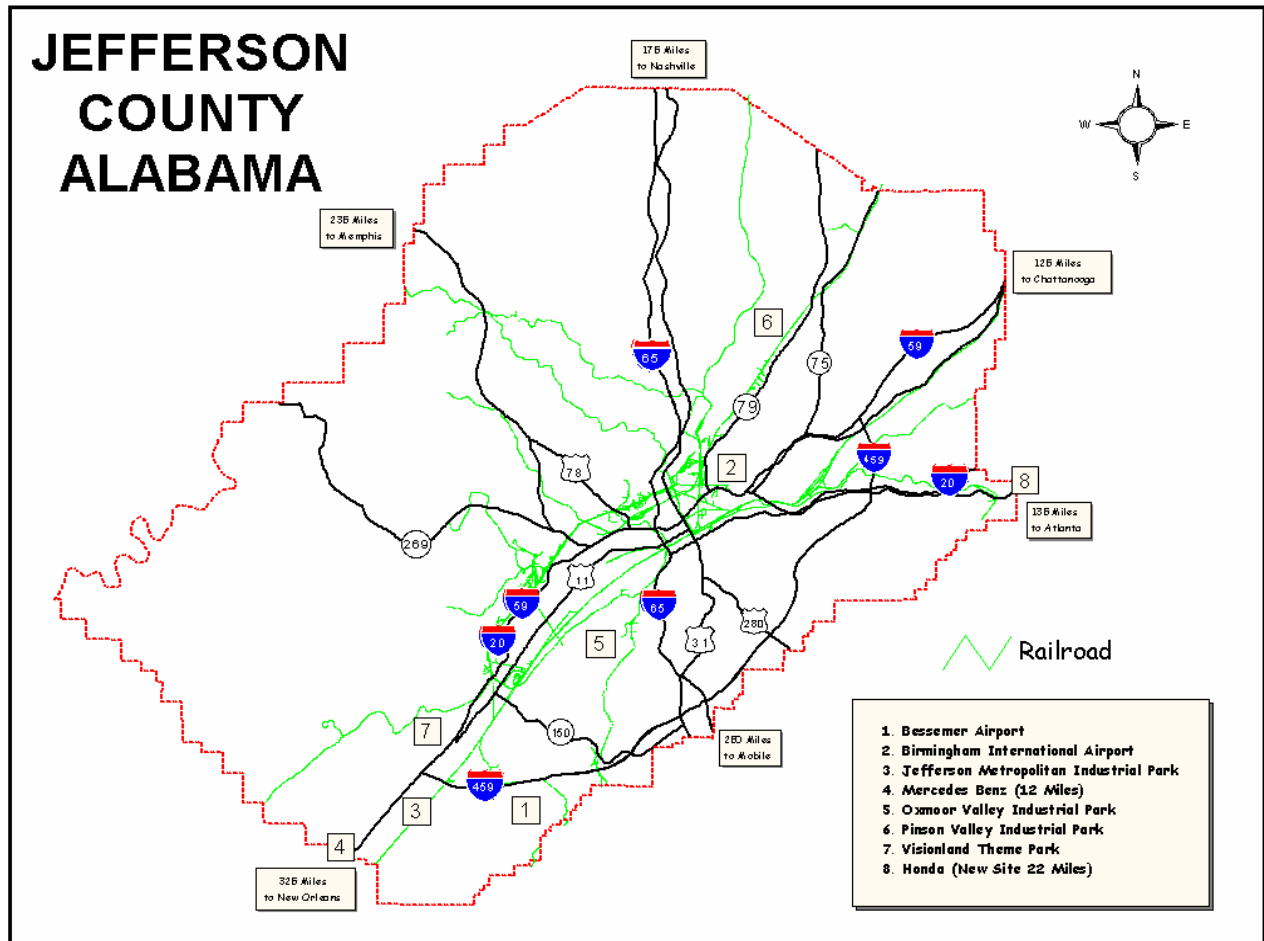 JEFFERSON
COUNTY
ALABAMA
175 Miles
to Nashville
N
W
E
S
235 Miles
to Memphis
125 Miles
to Chattanooga
6
65
59
75
79
459
78
2
20
8
135 Miles
to Atlanta
269
11
59
65
280
20
5
31
Railroad
7
150
260 Miles
to Mobile
459
3
1
4
325 Miles
to New Orleans
1. Bessemer Airport
2. Birmingham International Airport
3. Jefferson Metropolitan Industrial Park
4. Mercedes Benz (12 Miles)
5. Oxmoor Valley Industrial Park
6. Pinson Valley Industrial Park
7. Visionland Theme Park
8. Honda (New Site 22 Miles)